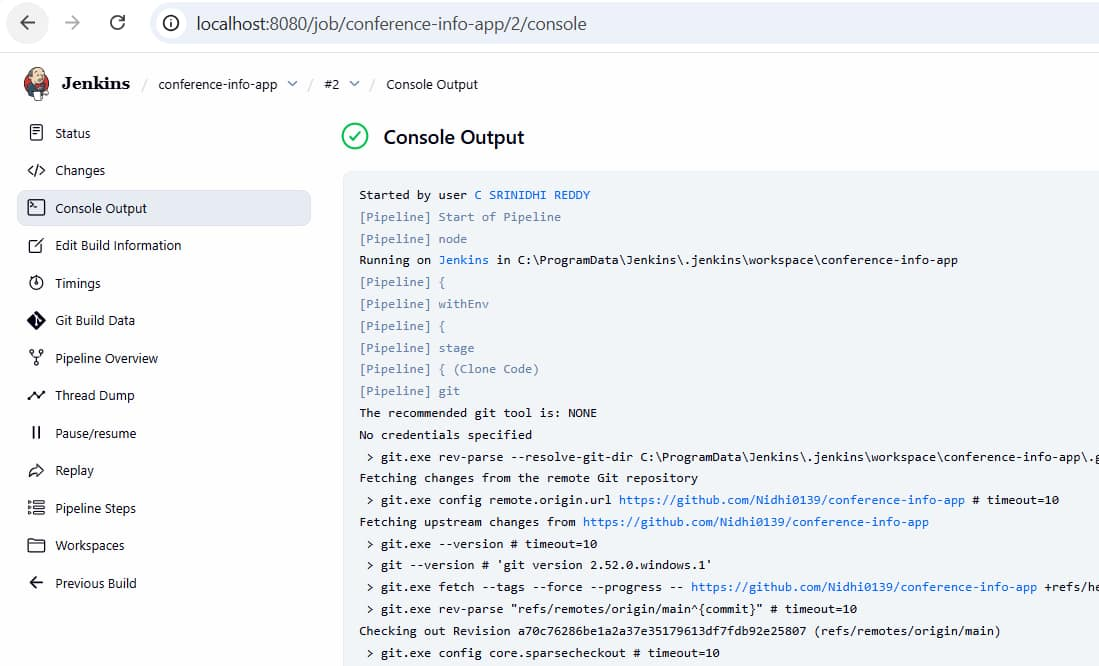 localhost:8080/job/conference-info-app/2/console
Jenkins / conference-info-app / #2 / Console Output
Status
Changes
Console Output
Edit Build Information
Timings
Git Build Data
Pipeline Overview
Thread Dump
Pause/resume
Replay
Pipeline Steps
Workspaces
Previous Build
Console Output
Started by user C SRINIDHI REDDY
[Pipeline] Start of Pipeline
[Pipeline] node
Running on Jenkins in C:\ProgramData\Jenkins\.jenkins\workspace\conference-info-app
[Pipeline] {
[Pipeline] withEnv
[Pipeline] {
[Pipeline] stage
[Pipeline] { (Clone Code)
[Pipeline] git
The recommended git tool is: NONE
No credentials specified
> git.exe rev-parse --resolve-git-dir C:\ProgramData\Jenkins\.jenkins\workspace\conference-info-app\.g
Fetching changes from the remote Git repository
> git.exe config remote.origin.url https://github.com/Nidhi0139/conference-info-app # timeout=10
Fetching upstream changes from https://github.com/Nidhi0139/conference-info-app
> git.exe --version # timeout=10
> git --version # 'git version 2.52.0.windows.1'
> git.exe fetch --tags --force --progress -- https://github.com/Nidhi0139/conference-info-app +refs/he
> git.exe rev-parse "refs/remotes/origin/main^{commit}" # timeout=10
Checking out Revision a70c76286be1a2a37e35179613df7fdb92e25807 (refs/remotes/origin/main)
> git.exe config core.sparsecheckout # timeout=10